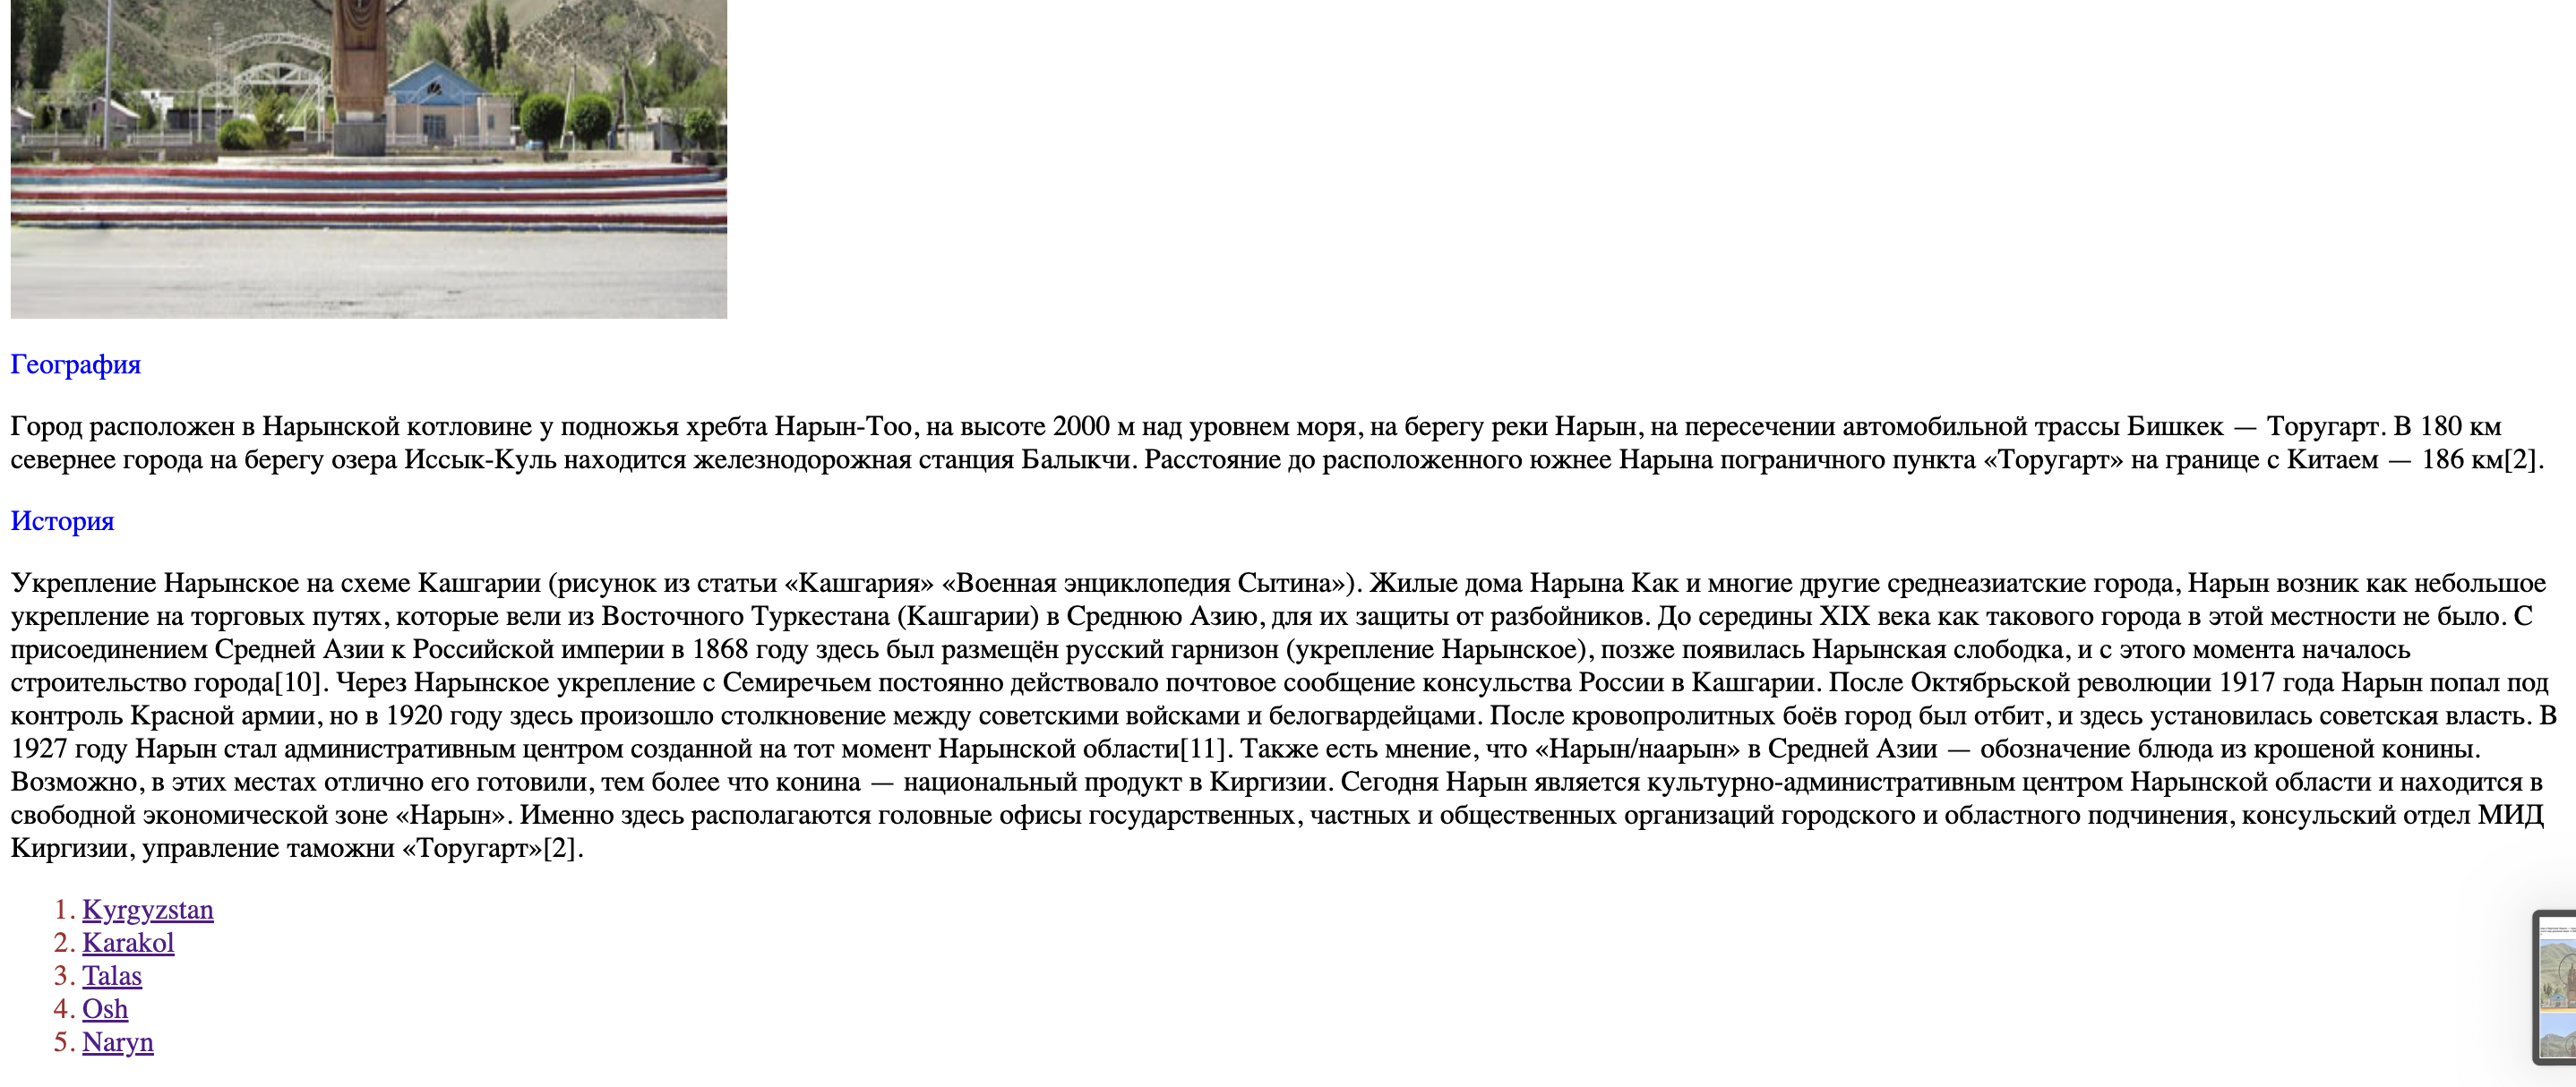 География
Город расположен в Нарынской котловине у подножья хребта Нарын-Тоо, на высоте 2000 м над уровнем моря, на берегу реки Нарын, на пересечении автомобильной трассы Бишкек — Торугарт. В 180 км
севернее города на берегу озера Иссык-Куль находится железнодорожная станция Балыкчи. Расстояние до расположенного южнее Нарына пограничного пункта «Торугарт» на границе с Китаем — 186 км[2].
История
Укрепление Нарынское на схеме Кашгарии (рисунок из статьи «Кашгария» «Военная энциклопедия Сытина»). Жилые дома Нарына Как и многие другие среднеазиатские города, Нарын возник как небольшое
укрепление на торговых путях, которые вели из Восточного Туркестана (Кашгарии) в Среднюю Азию, для их защиты от разбойников. До середины XIX века как такового города в этой местности не было. С
присоединением Средней Азии к Российской империи в 1868 году здесь был размещён русский гарнизон (укрепление Нарынское), позже появилась Нарынская слободка, и с этого момента началось
строительство города[10]. Через Нарынское укрепление с Семиречьем постоянно действовало почтовое сообщение консульства России в Кашгарии. После Октябрьской революции 1917 года Нарын попал под
контроль Красной армии, но в 1920 году здесь произошло столкновение между советскими войсками и белогвардейцами. После кровопролитных боёв город был отбит, и здесь установилась советская власть. В
1927 году Нарын стал административным центром созданной на тот момент Нарынской области[11]. Также есть мнение, что «Нарын/наарын» в Средней Азии — обозначение блюда из крошеной конины.
Возможно, в этих местах отлично его готовили, тем более что конина — национальный продукт в Киргизии. Сегодня Нарын является культурно-административным центром Нарынской области и находится в
свободной экономической зоне «Нарын». Именно здесь располагаются головные офисы государственных, частных и общественных организаций городского и областного подчинения, консульский отдел МИД
Киргизии, управление таможни «Торугарт»[2].
1. Kyrgyzstan
2. Karakol
3. Talas
4. Osh
5. Naryn